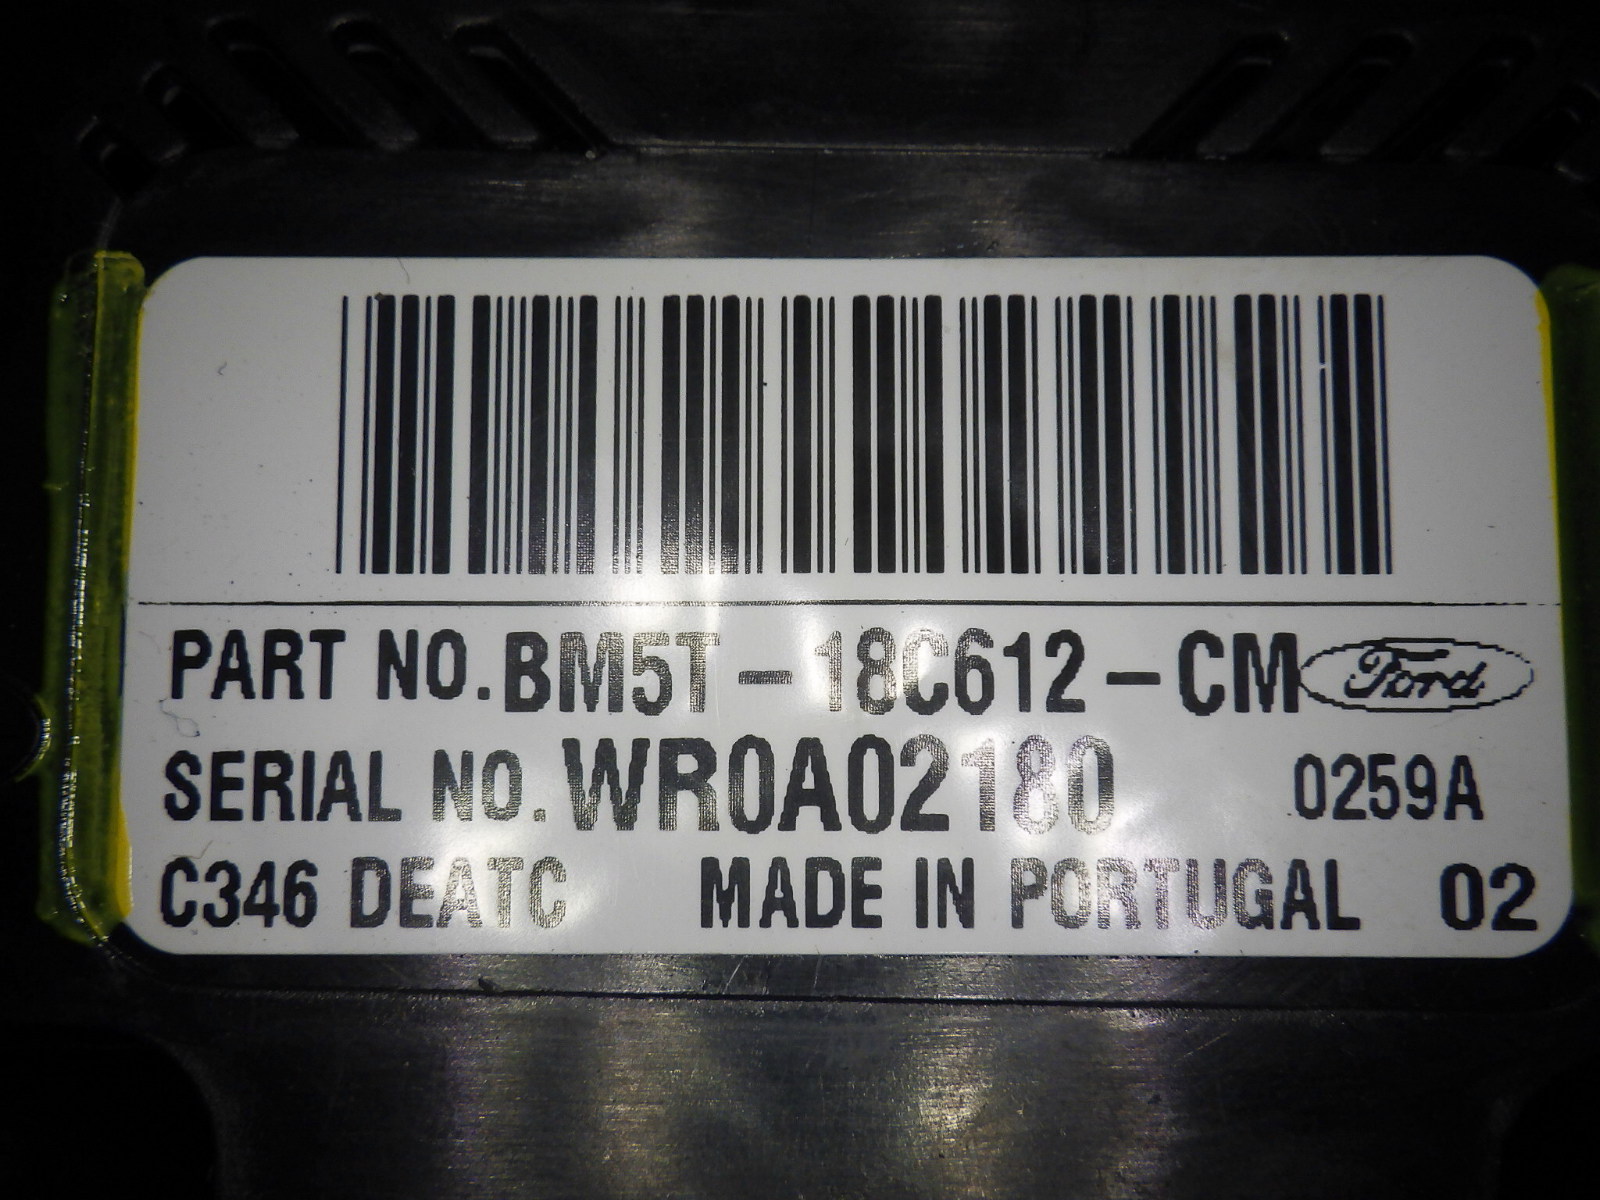 PART NO. BM5T-18C612-CM Ford
SERIAL NO. WR0A02180 0259A
C346 DEATC MADE IN PORTUGAL 02